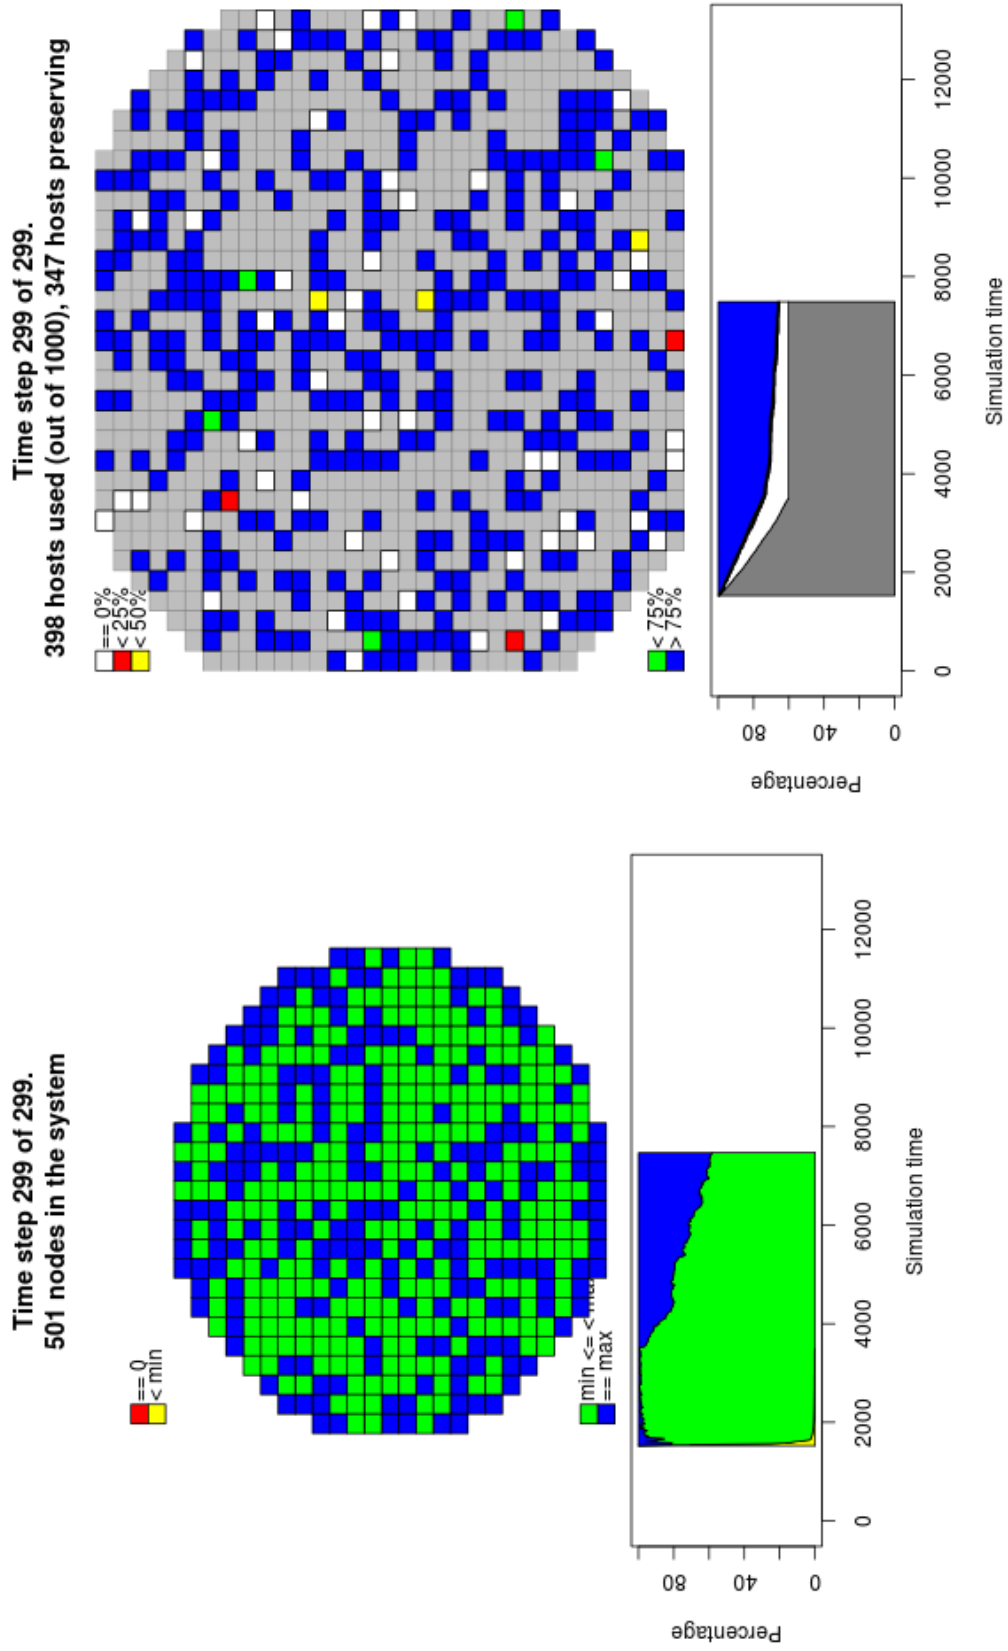 Time step 299 of 299.
501 nodes in the system
== 0
< min
min <= < ma
== max
Percentage
0
40
80
0
2000
4000
6000
8000
10000
12000
Simulation time
Time step 299 of 299.
398 hosts used (out of 1000), 347 hosts preserving
== 0%
< 25%
< 50%
< 75%
> 75%
Percentage
0
40
80
0
2000
4000
6000
8000
10000
12000
Simulation time